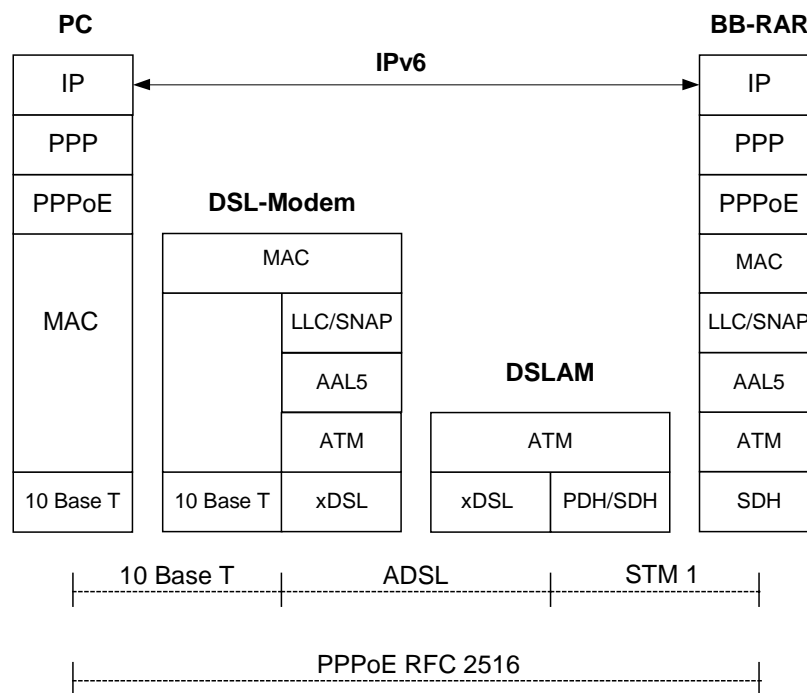 PC
BB-RAR
IPv6
IP
IP
PPP
PPP
PPPoE
DSL-Modem
PPPoE
MAC
MAC
MAC
LLC/SNAP
LLC/SNAP
AAL5
DSLAM
AAL5
ATM
ATM
ATM
10 Base T
10 Base T
xDSL
xDSL
PDH/SDH
SDH
10 Base T
ADSL
STM 1
PPPoE RFC 2516